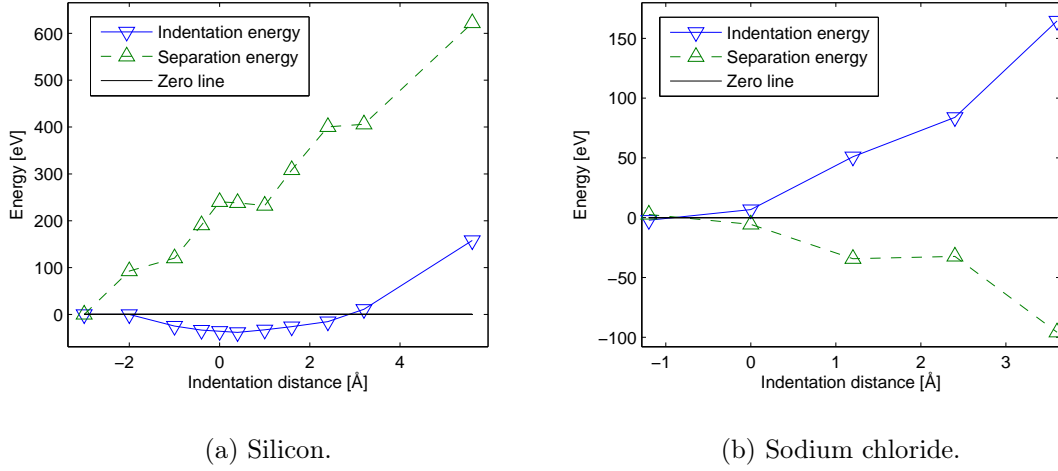 600
500
400
300
200
100
0
Energy [eV]
Indentation energy
Separation energy
Zero line
−2 0 2 4
Indentation distance [Å]
(a) Silicon.
150
100
50
0
−50
−100
Energy [eV]
Indentation energy
Separation energy
Zero line
−1 0 1 2 3
Indentation distance [Å]
(b) Sodium chloride.